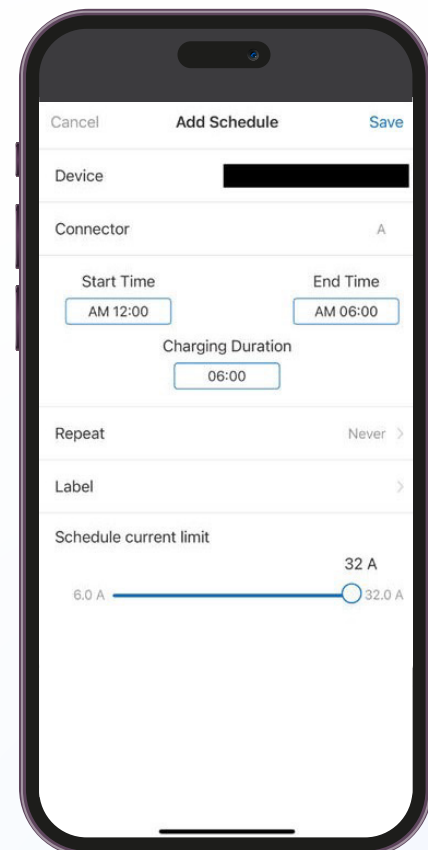 Cancel Add Schedule Save
Device
Connector A
Start Time End Time
AM 12:00 AM 06:00
Charging Duration
06:00
Repeat Never
Label
Schedule current limit
32 A
6.0 A 32.0 A